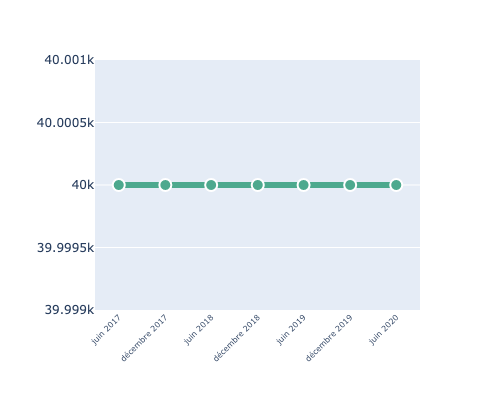 40.001k
40.0005k
40k
39.9995k
39.999k
juin 2017
décembre 2017
juin 2018
décembre 2018
juin 2019
décembre 2019
juin 2020